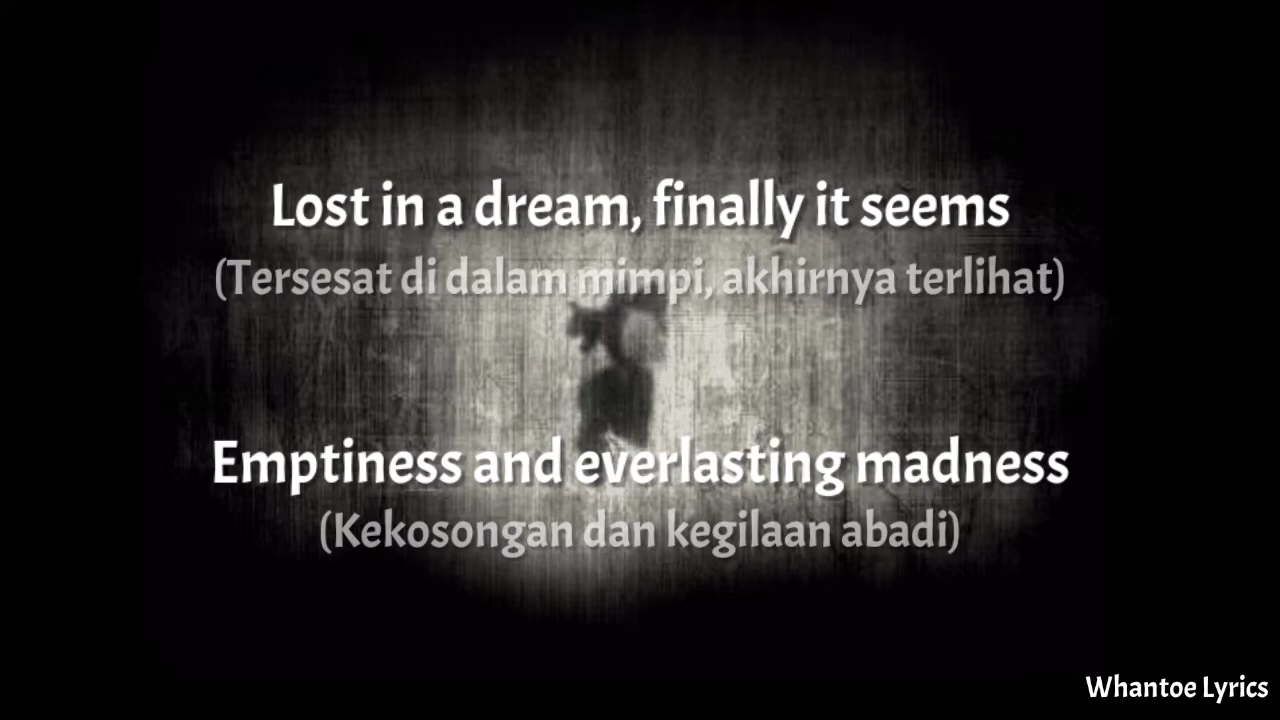 Lost in a dream, finally it seems
(Tersesat di dalam mimpi, akhirnya terlihat)
Emptiness and everlasting madness
(Kekosongan dan kegilaan abadi)
Whantoe Lyrics